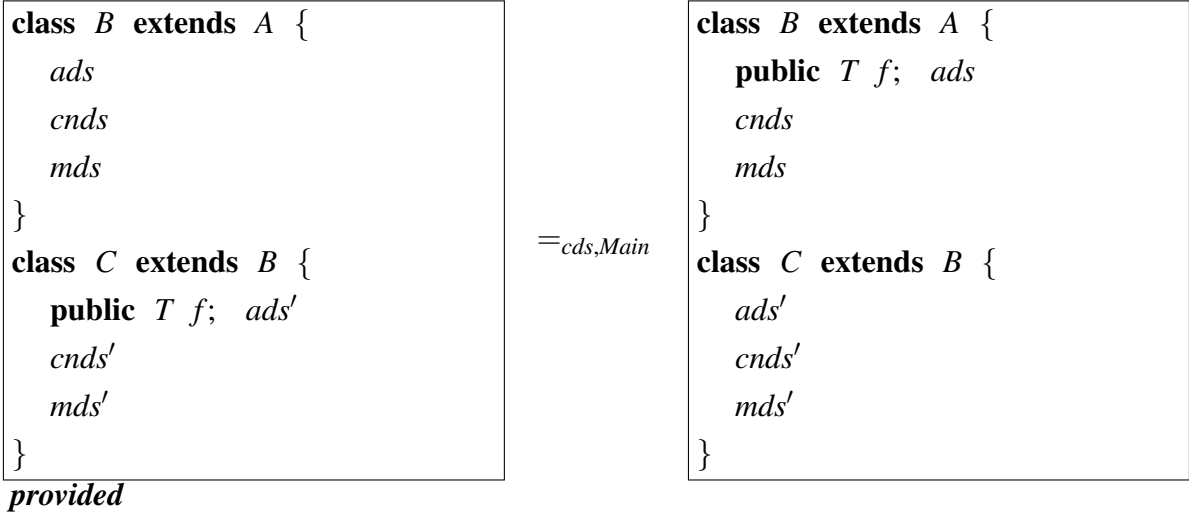 class B extends A {
ads
cnds
mds
}
class C extends B {
public T f; ads′
cnds′
mds′
}
=cds,Main
class B extends A {
public T f; ads
cnds
mds
}
class C extends B {
ads′
cnds′
mds′
}
provided